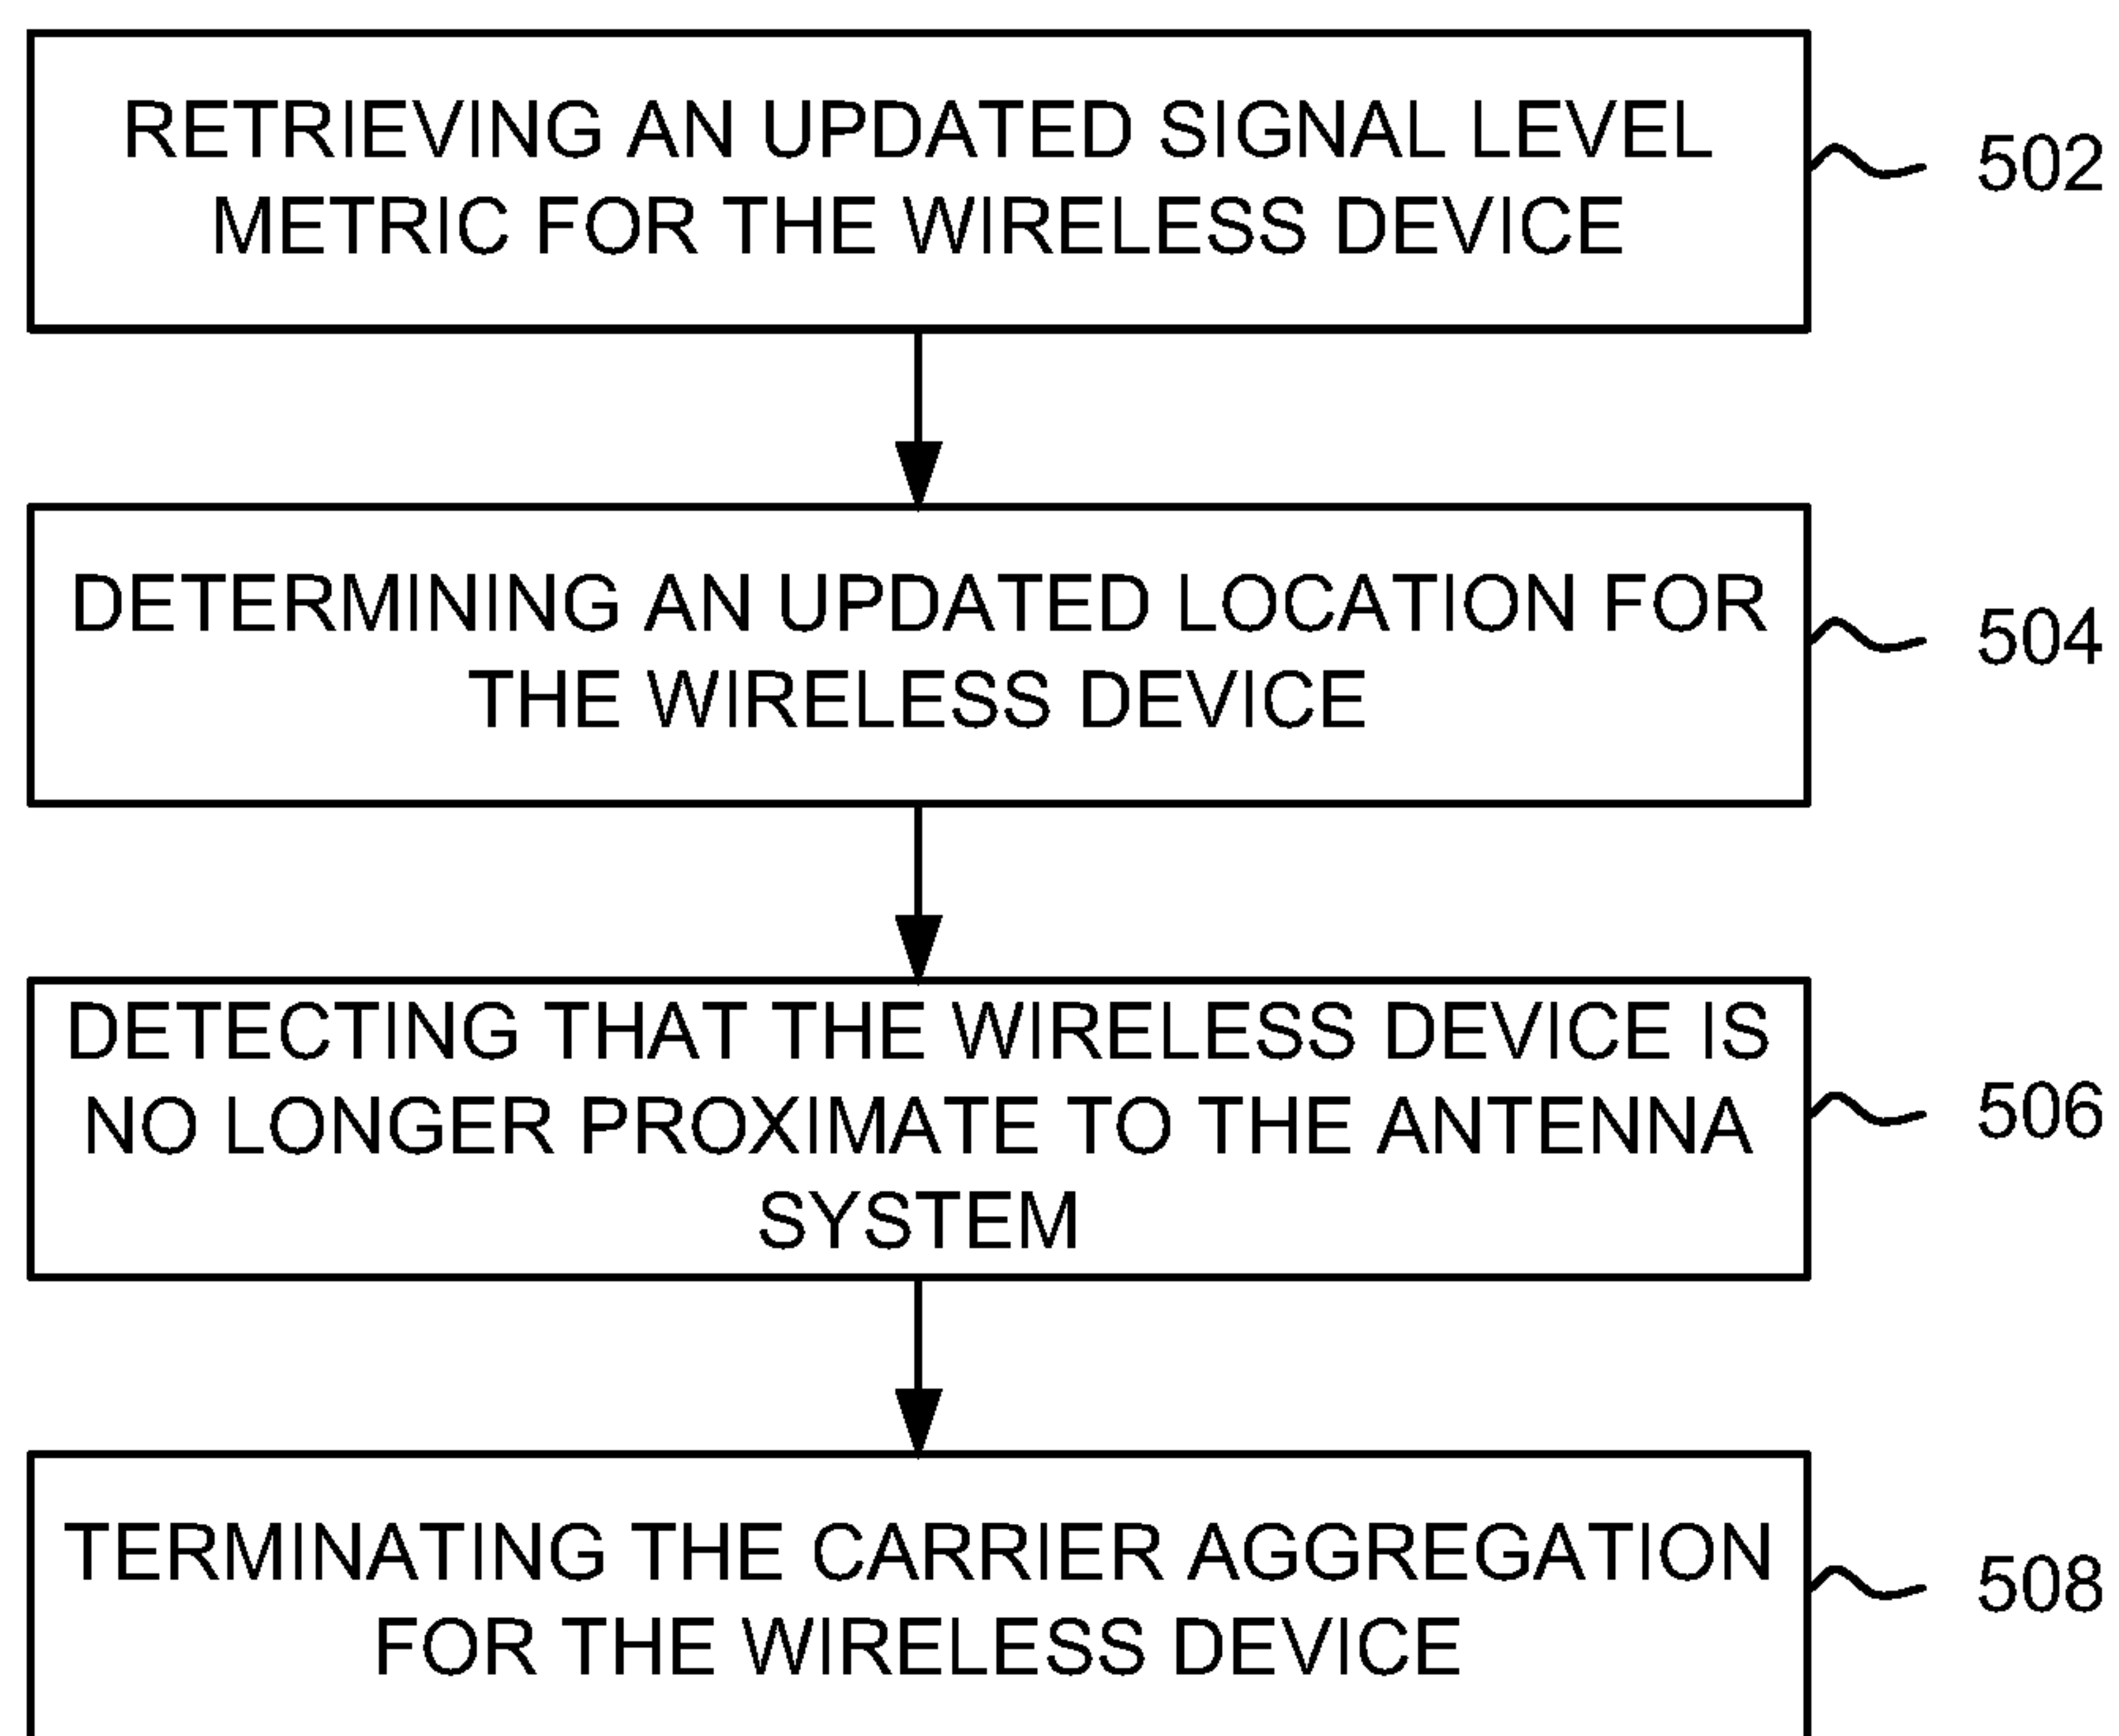 RETRIEVING AN UPDATED SIGNAL LEVEL
METRIC FOR THE WIRELESS DEVICE
502
DETERMINING AN UPDATED LOCATION FOR
THE WIRELESS DEVICE
504
DETECTING THAT THE WIRELESS DEVICE IS
NO LONGER PROXIMATE TO THE ANTENNA
SYSTEM
506
TERMINATING THE CARRIER AGGREGATION
FOR THE WIRELESS DEVICE
508